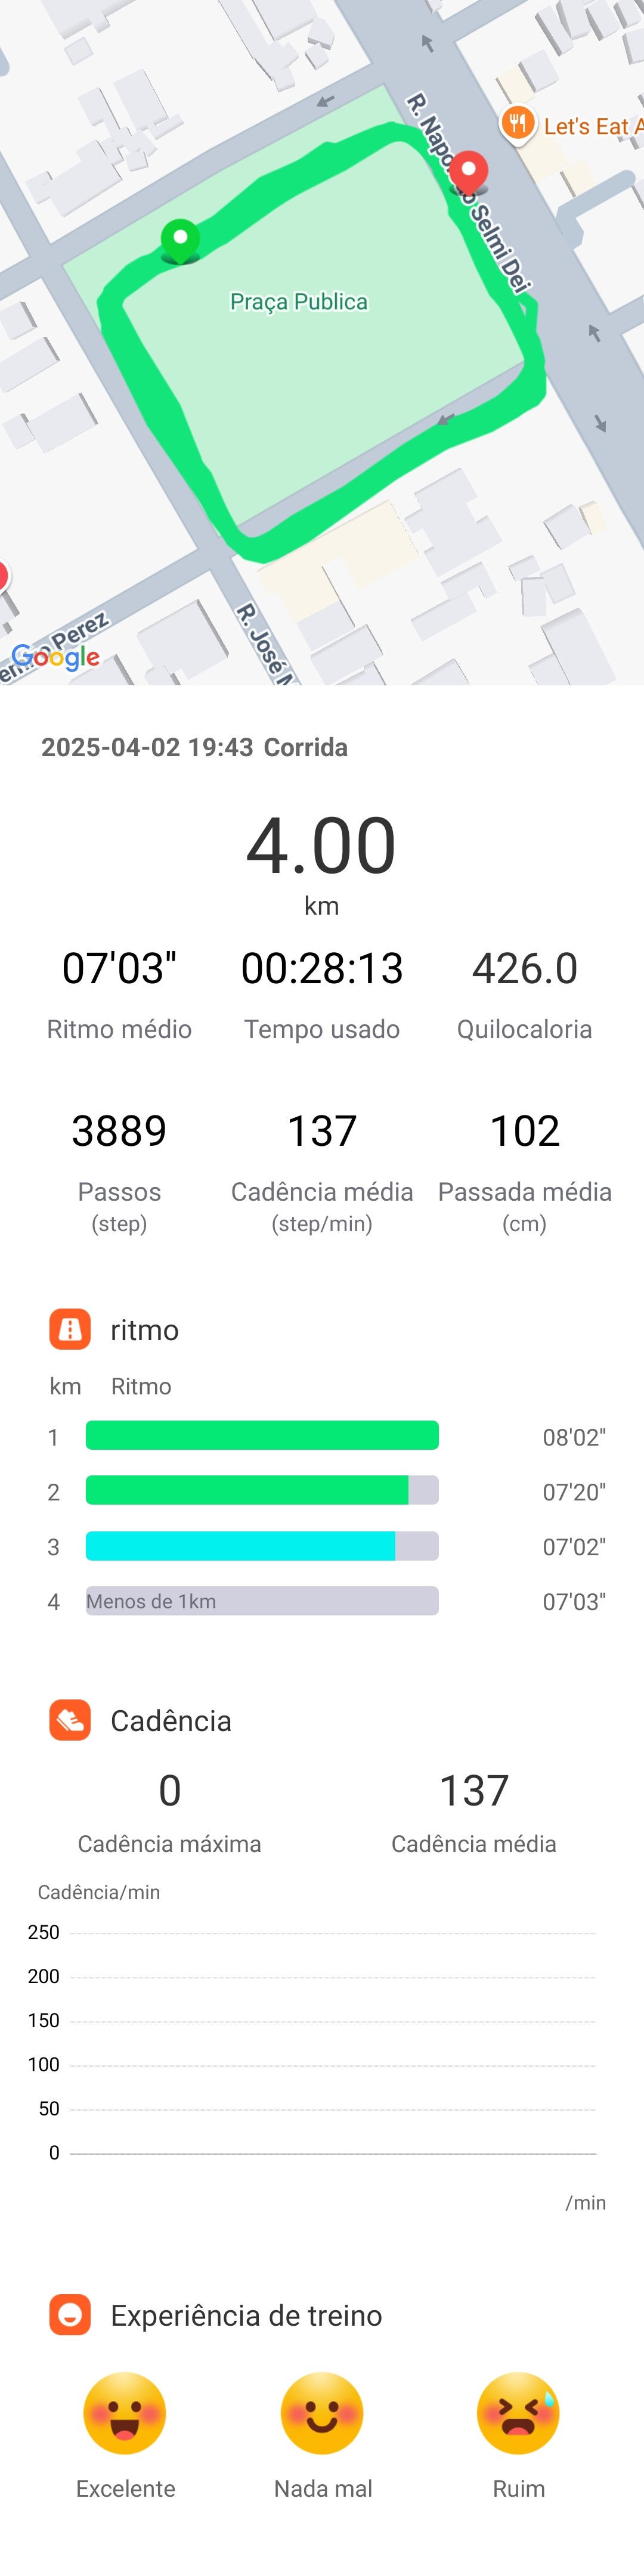 Let's Eat A
R. Napo
o Selmi Dei
Praça Publica
Perez
Google
R. José M
2025-04-02 19:43 Corrida
4.00
km
07'03" 00:28:13 426.0
Ritmo médio Tempo usado Quilocaloria
3889 137 102
Passos Cadência média Passada média
(step) (step/min) (cm)
ritmo
km Ritmo
1 08'02"
2 07'20"
3 07'02"
4 Menos de 1km 07'03"
Cadência
0 137
Cadência máxima Cadência média
Cadência/min
250
200
150
100
50
0
/min
Experiência de treino
Excelente Nada mal Ruim